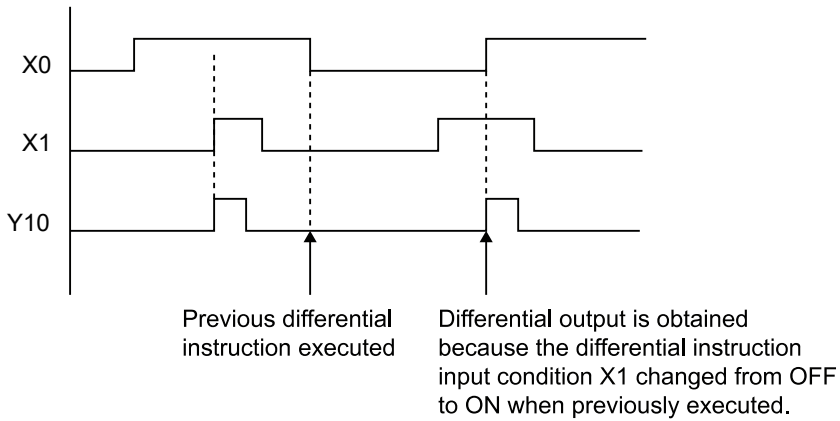 X0
X1
Y10
Previous differential
instruction executed
Differential output is obtained
because the differential instruction
input condition X1 changed from OFF
to ON when previously executed.